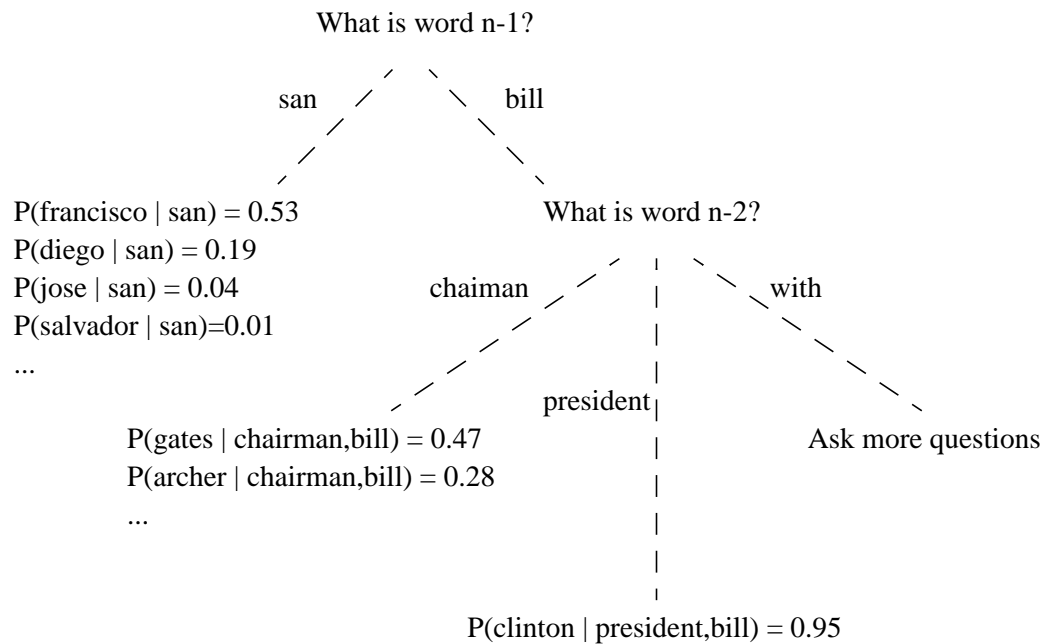 What is word n-1?
san
bill
P(francisco | san) = 0.53
What is word n-2?
P(diego | san) = 0.19
P(jose | san) = 0.04
chaiman
with
P(salvador | san)=0.01
...
president
P(gates | chairman,bill) = 0.47
Ask more questions
P(archer | chairman,bill) = 0.28
...
P(clinton | president,bill) = 0.95